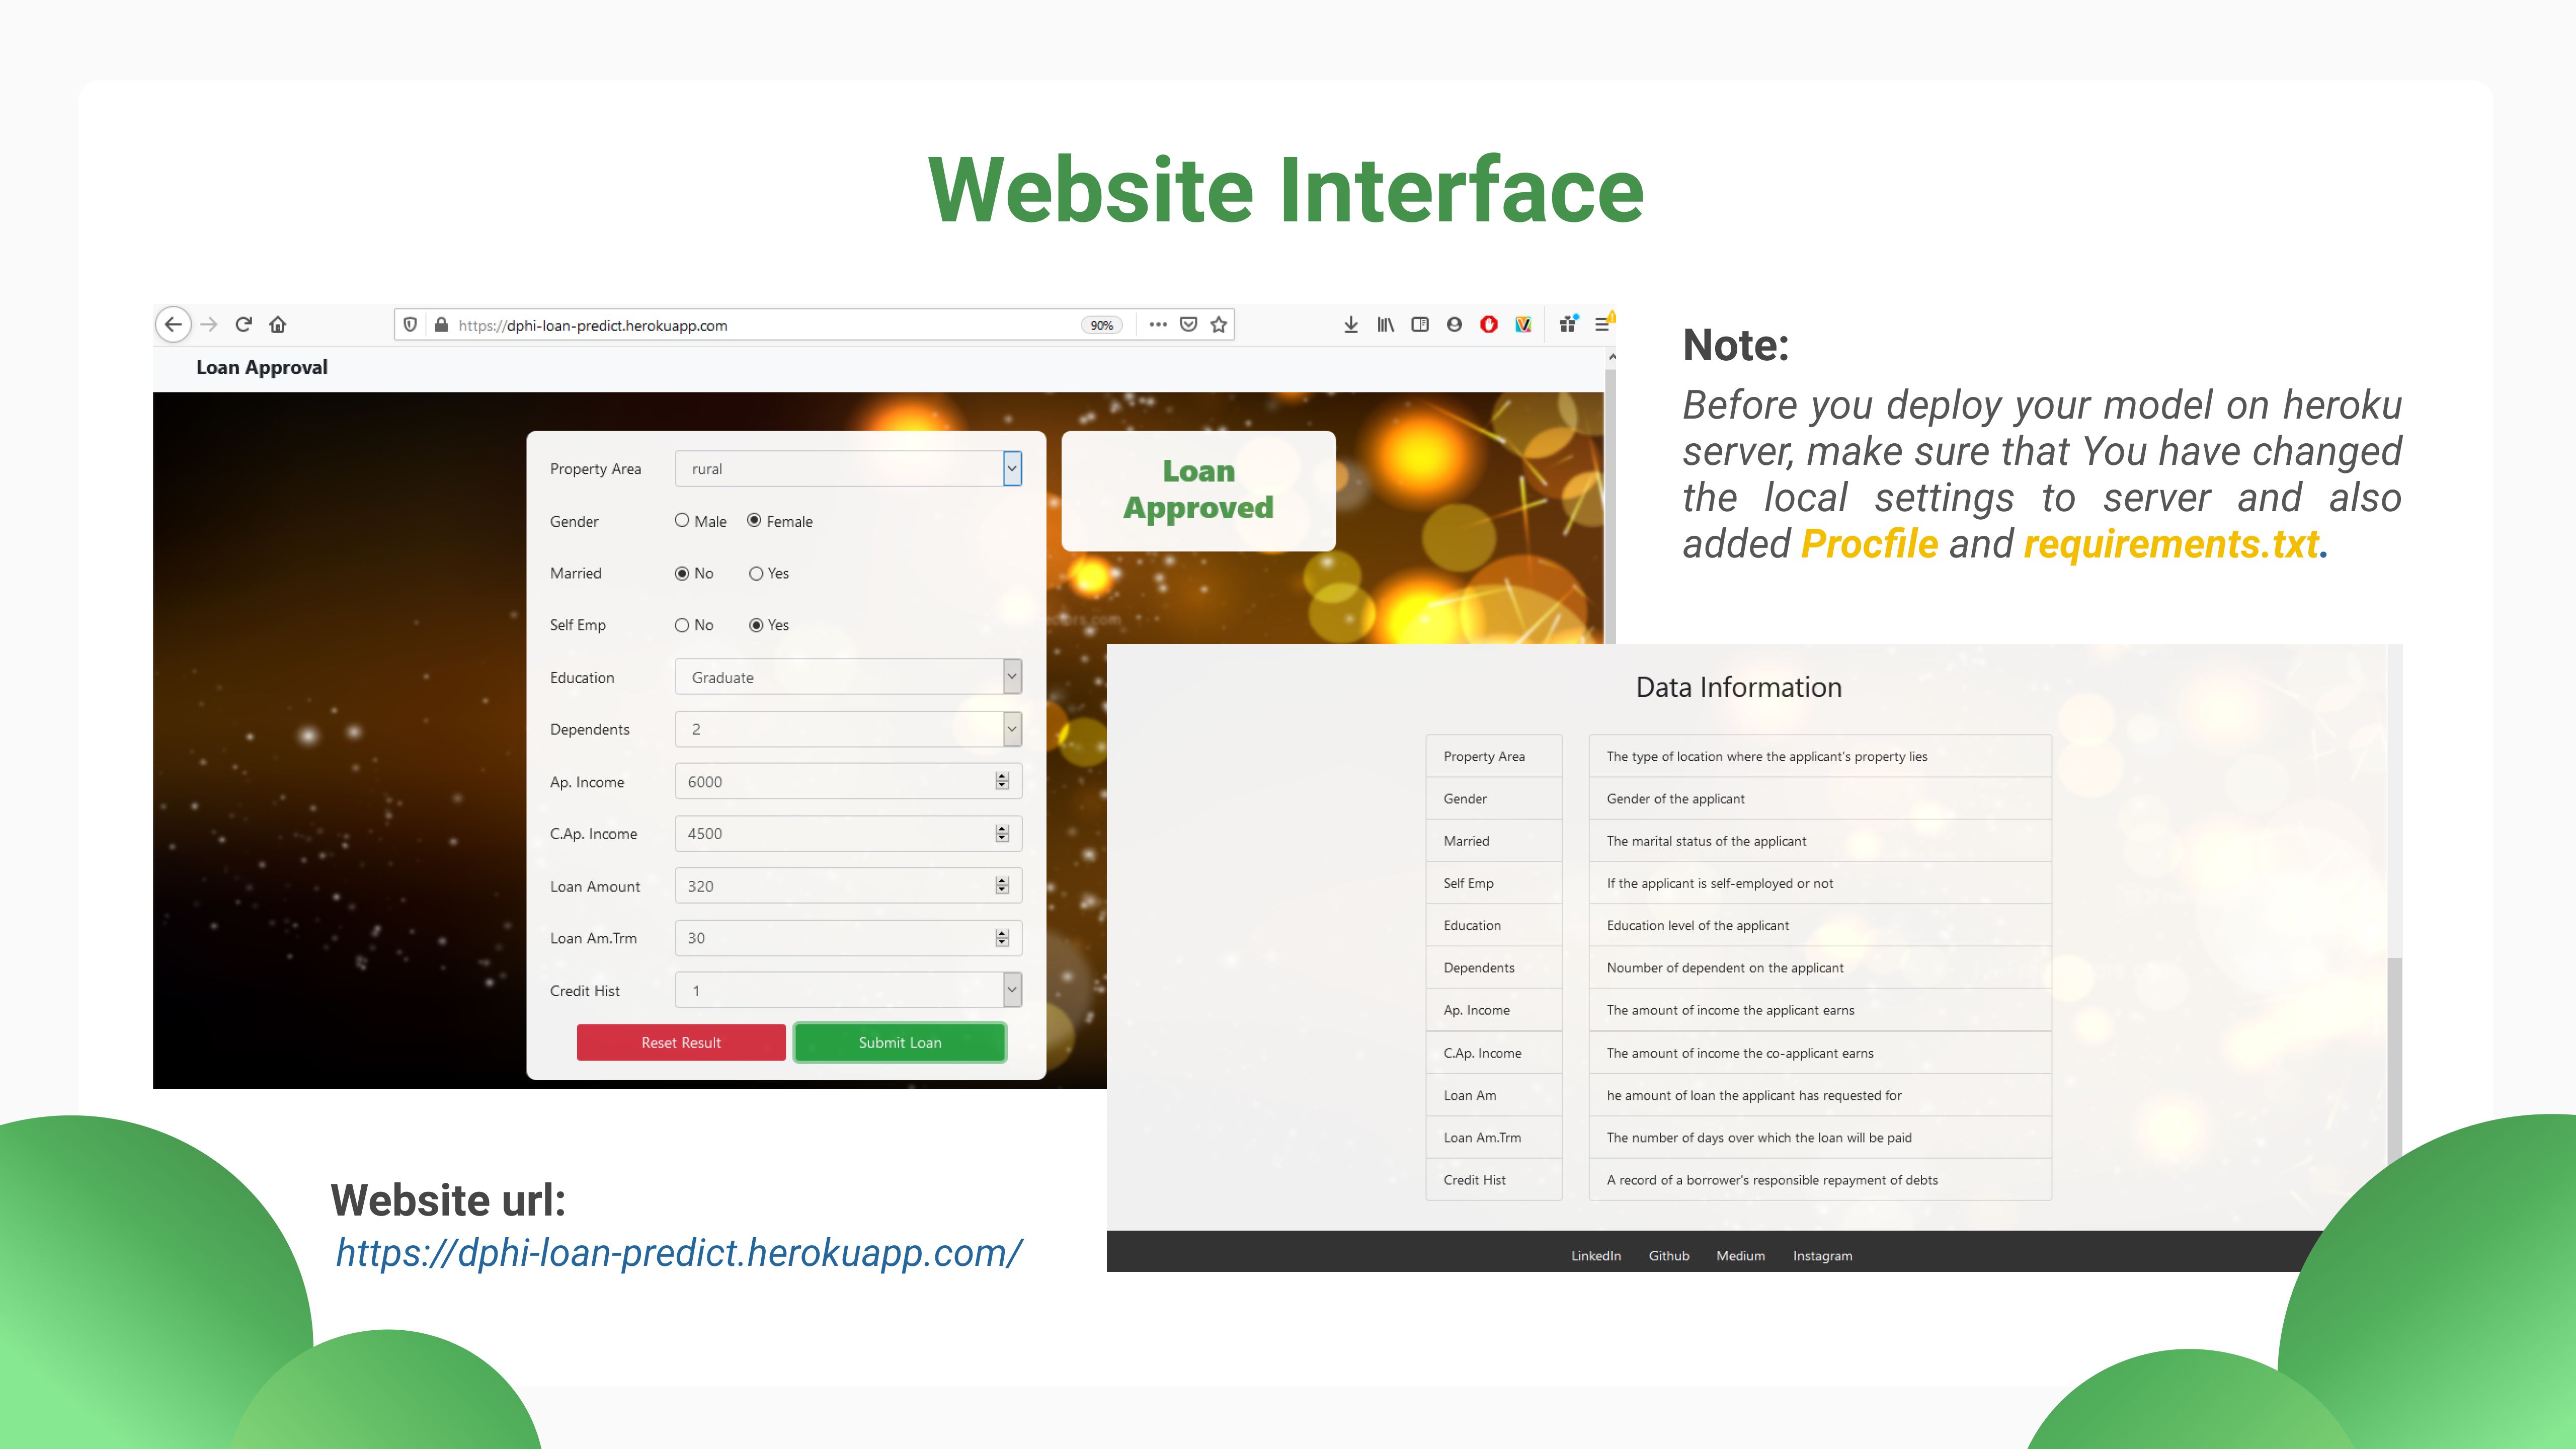 Website Interface
https://dphi-loan-predict.herokuapp.com
90%
Loan Approval
Property Area
rural
Gender
Male
Female
Married
No
Yes
Self Emp
No
Yes
Education
Graduate
Dependents
2
Ap. Income
6000
C.Ap. Income
4500
Loan Amount
320
Loan Am.Trm
30
Credit Hist
1
Reset Result
Submit Loan
Loan
Approved
Note:
Before you deploy your model on heroku
server, make sure that You have changed
the local settings to server and also
added Procfile and requirements.txt.
Data Information
Property Area The type of location where the applicant's property lies
Gender Gender of the applicant
Married The marital status of the applicant
Self Emp If the applicant is self-employed or not
Education Education level of the applicant
Dependents Noumber of dependent on the applicant
Ap. Income The amount of income the applicant earns
C.Ap. Income The amount of income the co-applicant earns
Loan Am he amount of loan the applicant has requested for
Loan Am.Trm The number of days over which the loan will be paid
Credit Hist A record of a borrower's responsible repayment of debts
LinkedIn Github Medium Instagram
Website url:
https://dphi-loan-predict.herokuapp.com/